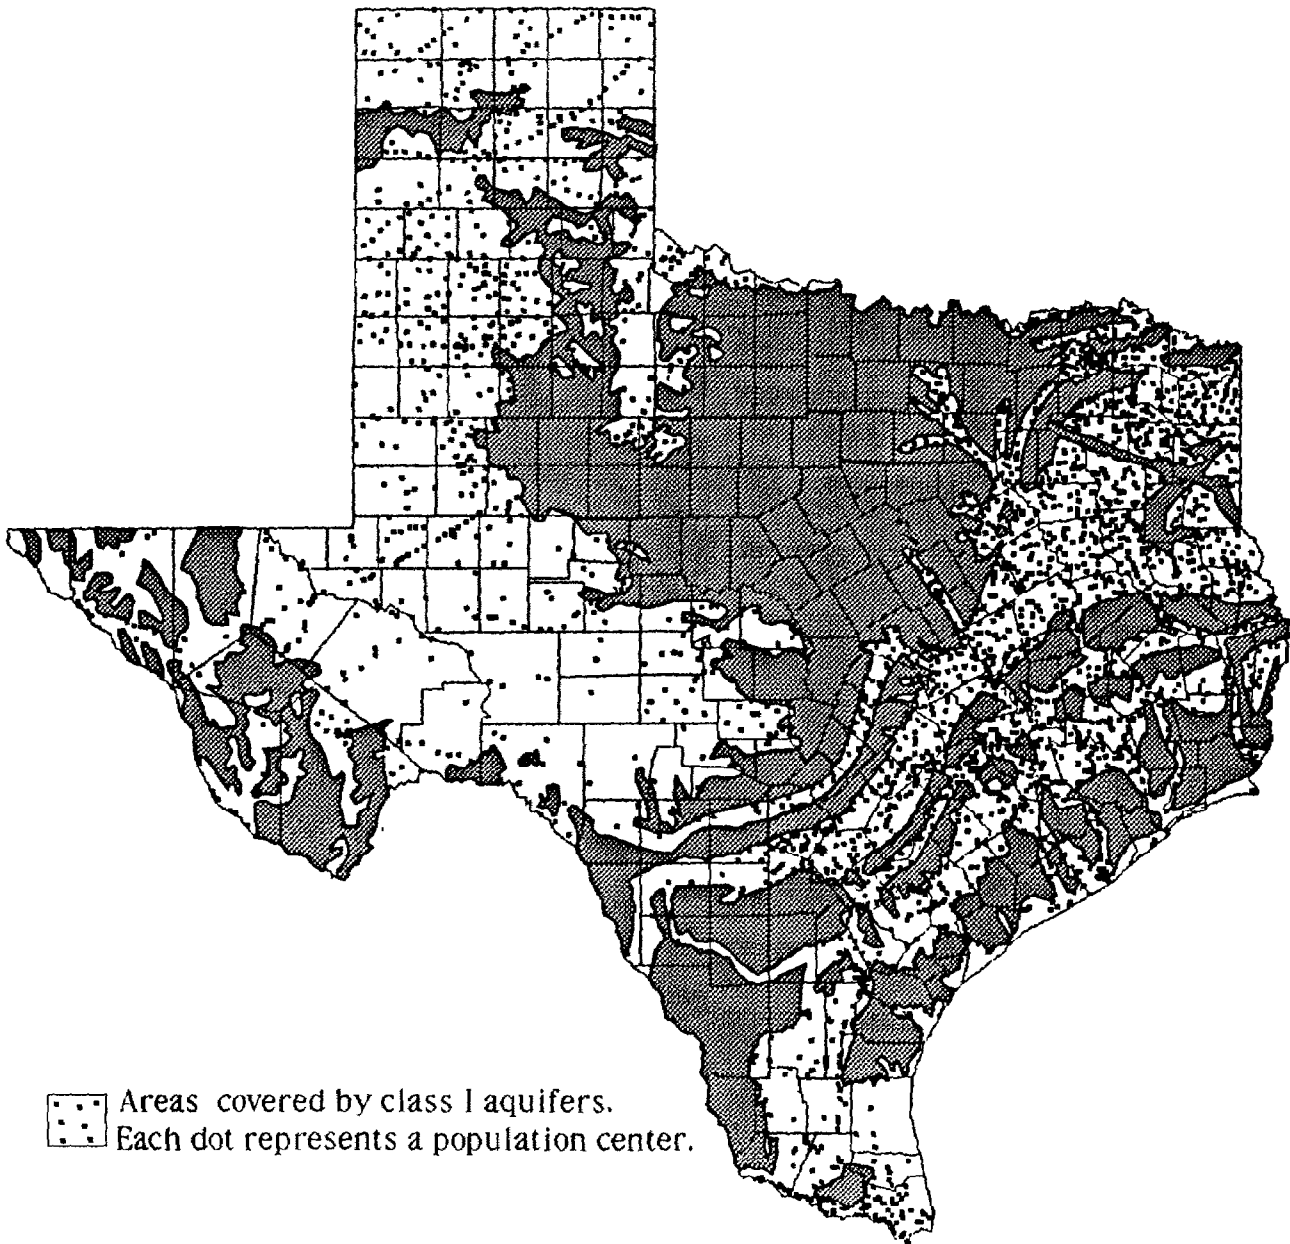 Areas covered by class I aquifers.
Each dot represents a population center.